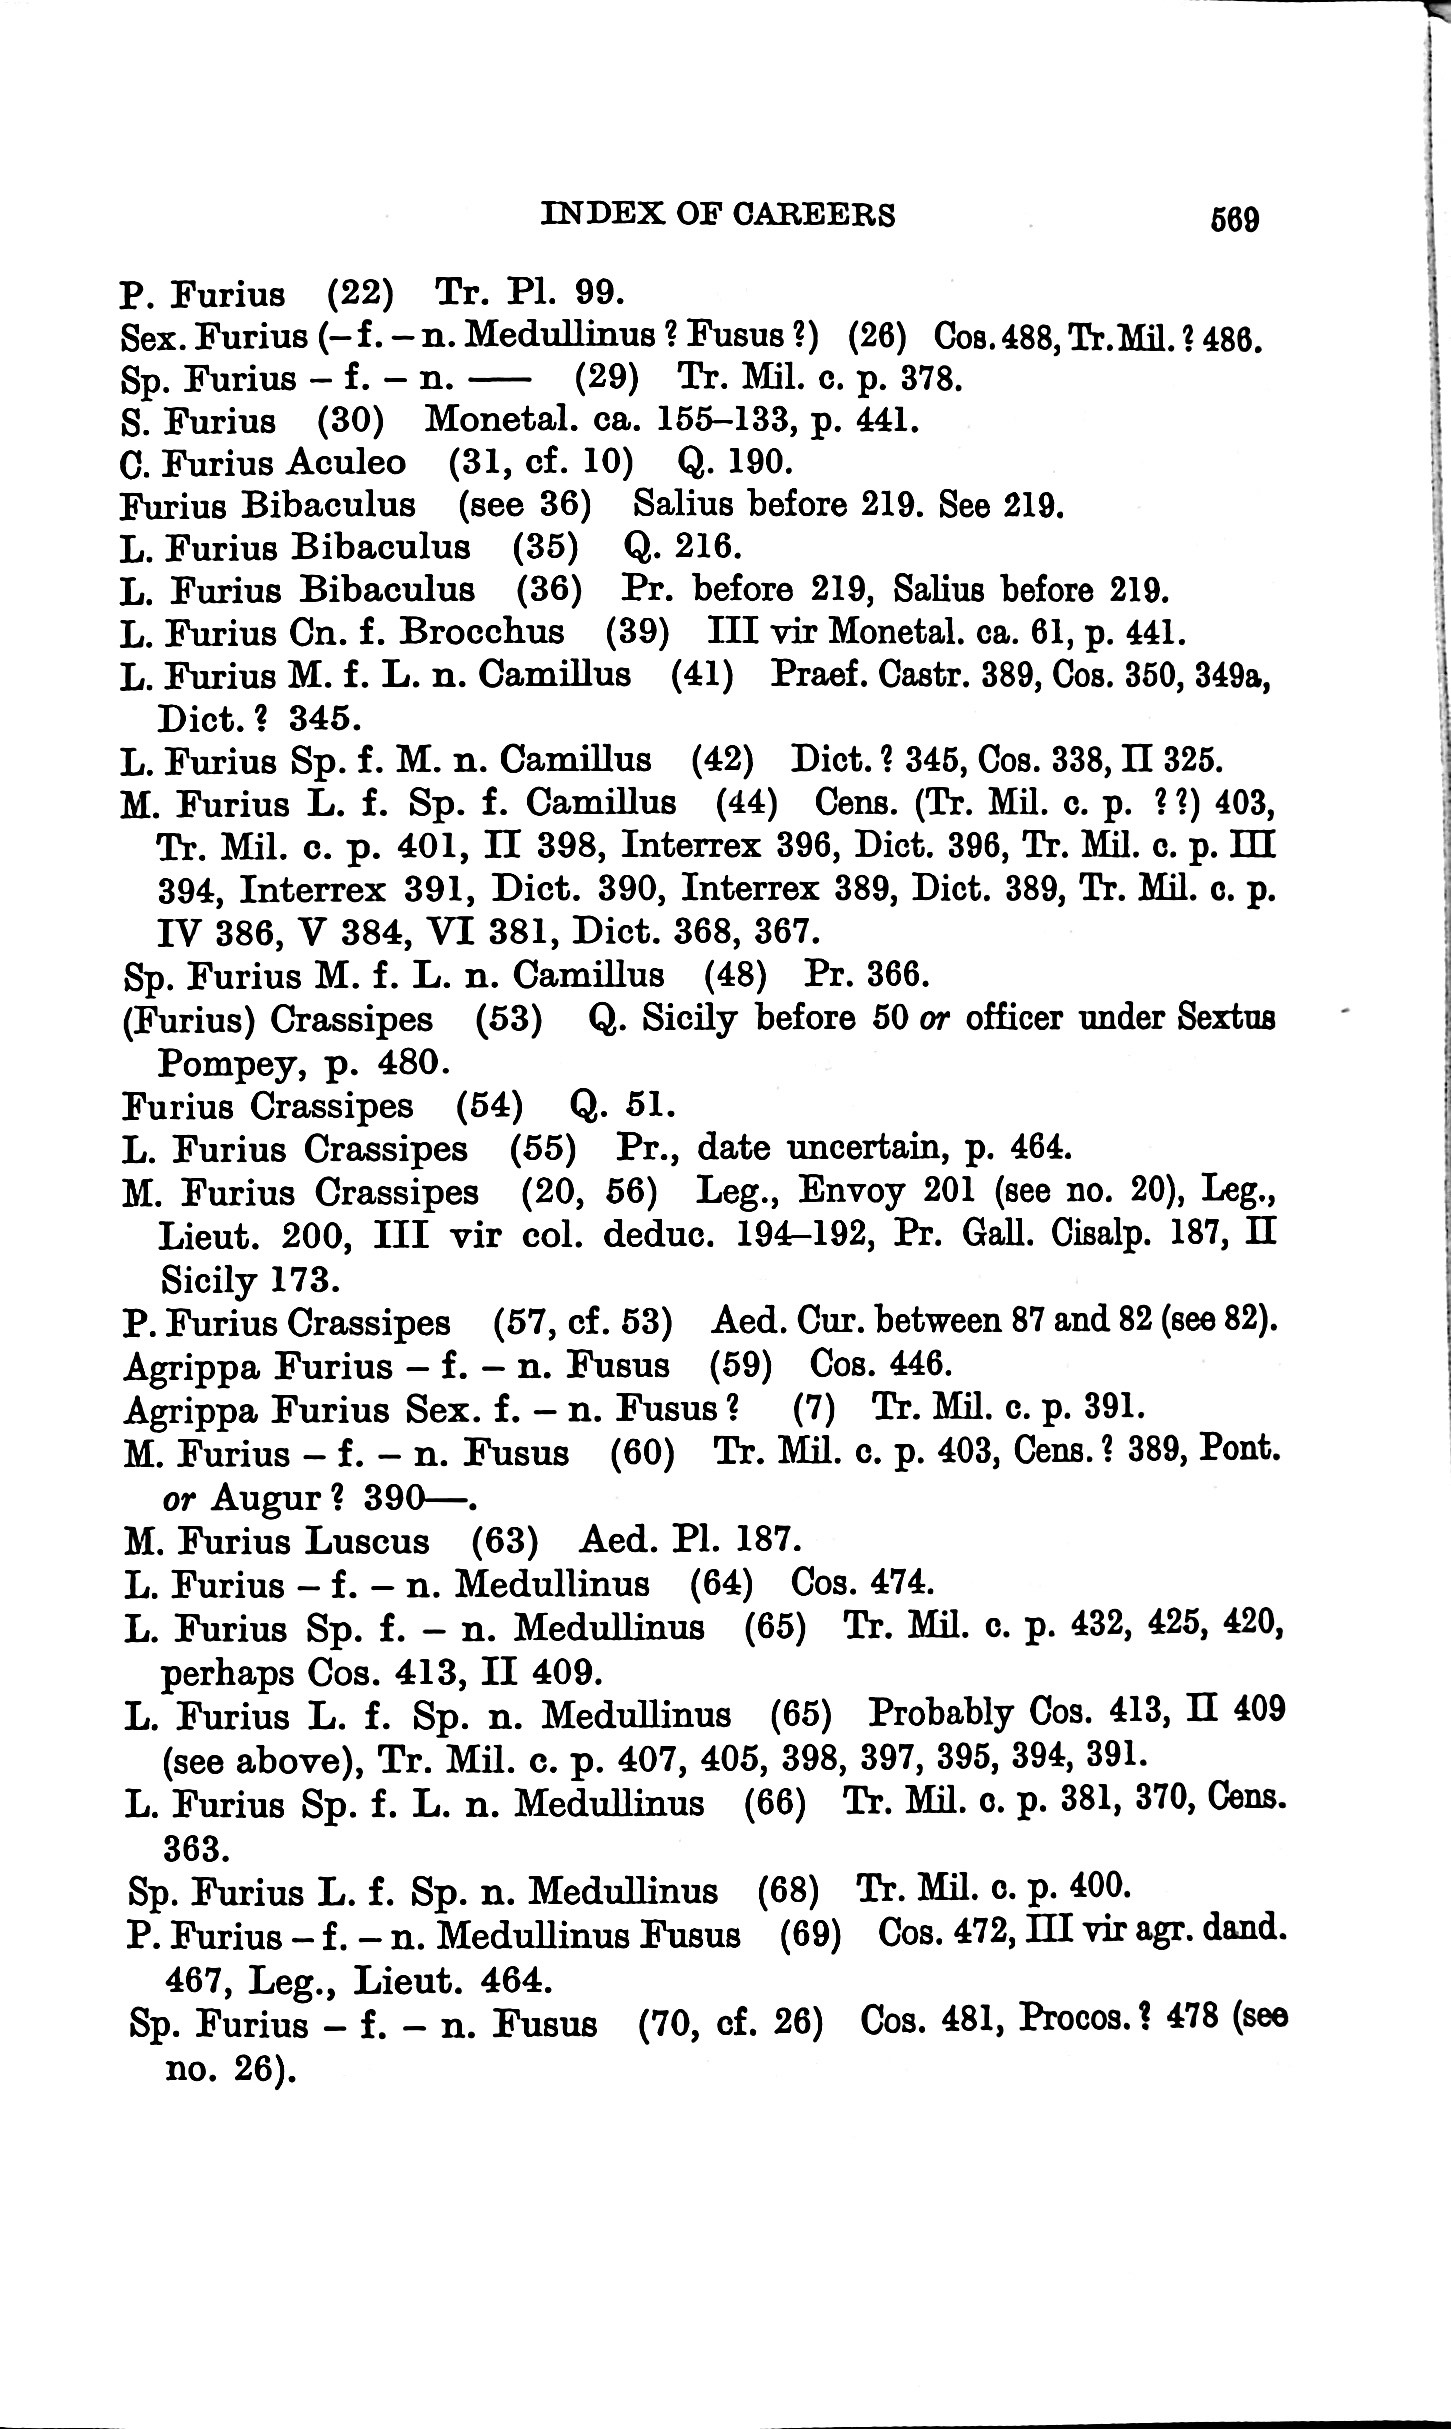 INDEX OF CAREERS 569
P. Furius (22) Tr. Pl. 99.
Sex. Furius (– f. – n. Medullinus ? Fusus ?) (26) Cos. 488, Tr. Mil. ? 486.
Sp. Furius – f. – n. —— (29) Tr. Mil. c. p. 378.
S. Furius (30) Monetal. ca. 155–133, p. 441.
C. Furius Aculeo (31, cf. 10) Q. 190.
Furius Bibaculus (see 36) Salius before 219. See 219.
L. Furius Bibaculus (35) Q. 216.
L. Furius Bibaculus (36) Pr. before 219, Salius before 219.
L. Furius Cn. f. Brocchus (39) III vir Monetal. ca. 61, p. 441.
L. Furius M. f. L. n. Camillus (41) Praef. Castr. 389, Cos. 350, 349a,
Dict. ? 345.
L. Furius Sp. f. M. n. Camillus (42) Dict. ? 345, Cos. 338, II 325.
M. Furius L. f. Sp. f. Camillus (44) Cens. (Tr. Mil. c. p. ? ?) 403,
Tr. Mil. c. p. 401, II 398, Interrex 396, Dict. 396, Tr. Mil. c. p. III
394, Interrex 391, Dict. 390, Interrex 389, Dict. 389, Tr. Mil. c. p.
IV 386, V 384, VI 381, Dict. 368, 367.
Sp. Furius M. f. L. n. Camillus (48) Pr. 366.
(Furius) Crassipes (53) Q. Sicily before 50 or officer under Sextus
Pompey, p. 480.
Furius Crassipes (54) Q. 51.
L. Furius Crassipes (55) Pr., date uncertain, p. 464.
M. Furius Crassipes (20, 56) Leg., Envoy 201 (see no. 20), Leg.,
Lieut. 200, III vir col. deduc. 194–192, Pr. Gall. Cisalp. 187, II
Sicily 173.
P. Furius Crassipes (57, cf. 53) Aed. Cur. between 87 and 82 (see 82).
Agrippa Furius – f. – n. Fusus (59) Cos. 446.
Agrippa Furius Sex. f. – n. Fusus ? (7) Tr. Mil. c. p. 391.
M. Furius – f. – n. Fusus (60) Tr. Mil. c. p. 403, Cens. ? 389, Pont.
or Augur ? 390—.
M. Furius Luscus (63) Aed. Pl. 187.
L. Furius – f. – n. Medullinus (64) Cos. 474.
L. Furius Sp. f. – n. Medullinus (65) Tr. Mil. c. p. 432, 425, 420,
perhaps Cos. 413, II 409.
L. Furius L. f. Sp. n. Medullinus (65) Probably Cos. 413, II 409
(see above), Tr. Mil. c. p. 407, 405, 398, 397, 395, 394, 391.
L. Furius Sp. f. L. n. Medullinus (66) Tr. Mil. c. p. 381, 370, Cens.
363.
Sp. Furius L. f. Sp. n. Medullinus (68) Tr. Mil. c. p. 400.
P. Furius – f. – n. Medullinus Fusus (69) Cos. 472, III vir agr. dand.
467, Leg., Lieut. 464.
Sp. Furius – f. – n. Fusus (70, cf. 26) Cos. 481, Procos. ? 478 (see
no. 26).